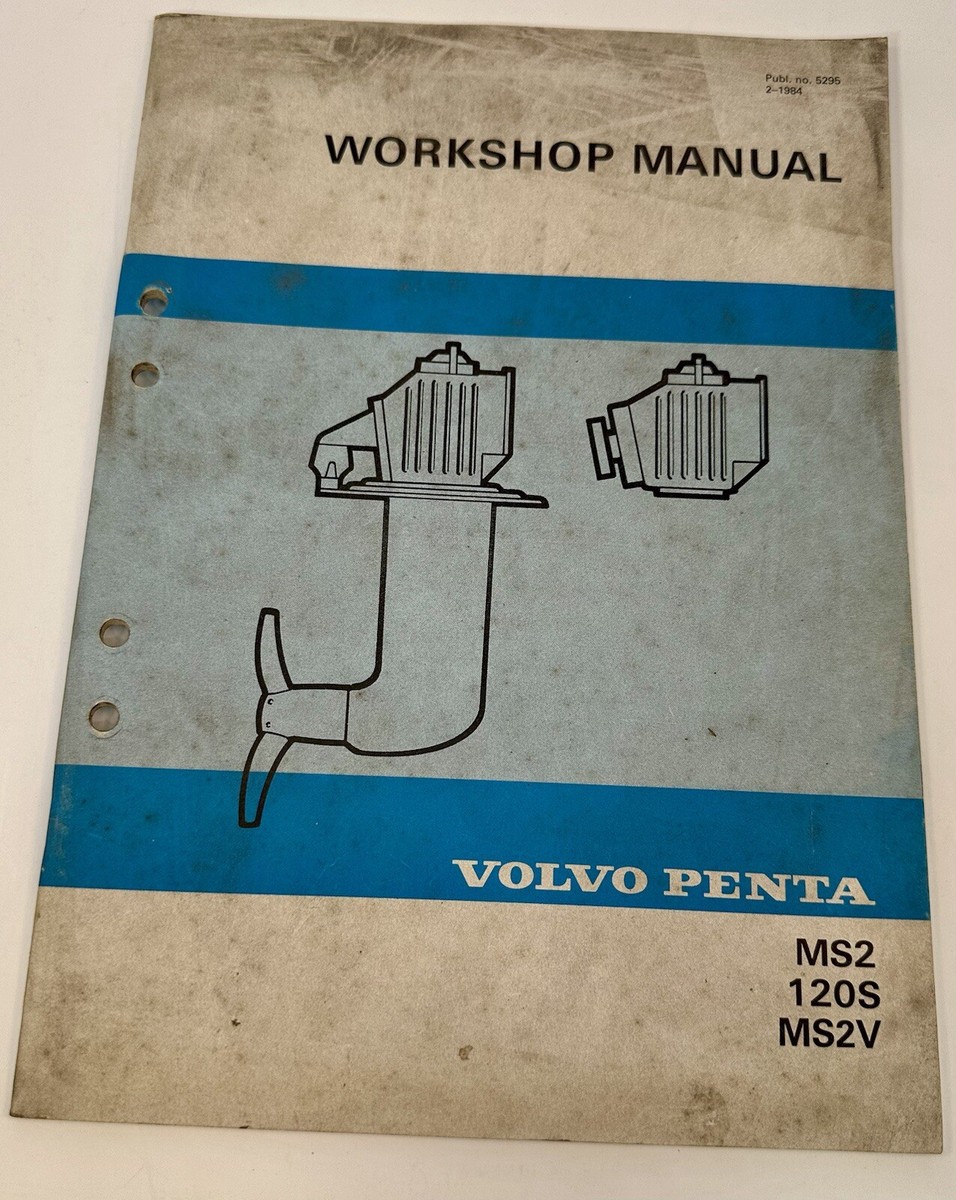 Publ. no. 5295
2–1984
WORKSHOP MANUAL
VOLVO PENTA
MS2
120S
MS2V